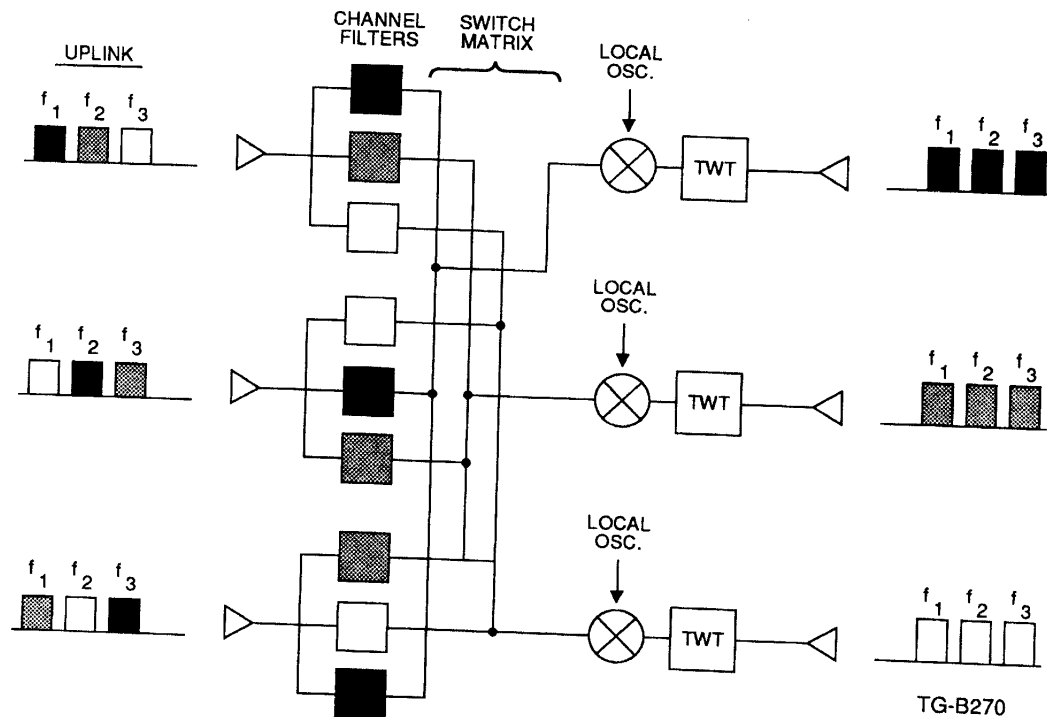 CHANNEL
FILTERS
SWITCH
MATRIX
UPLINK
LOCAL
OSC.
f1 f2 f3
TWT
f1 f2 f3
LOCAL
OSC.
f1 f2 f3
TWT
f1 f2 f3
LOCAL
OSC.
f1 f2 f3
TWT
f1 f2 f3
TG-B270